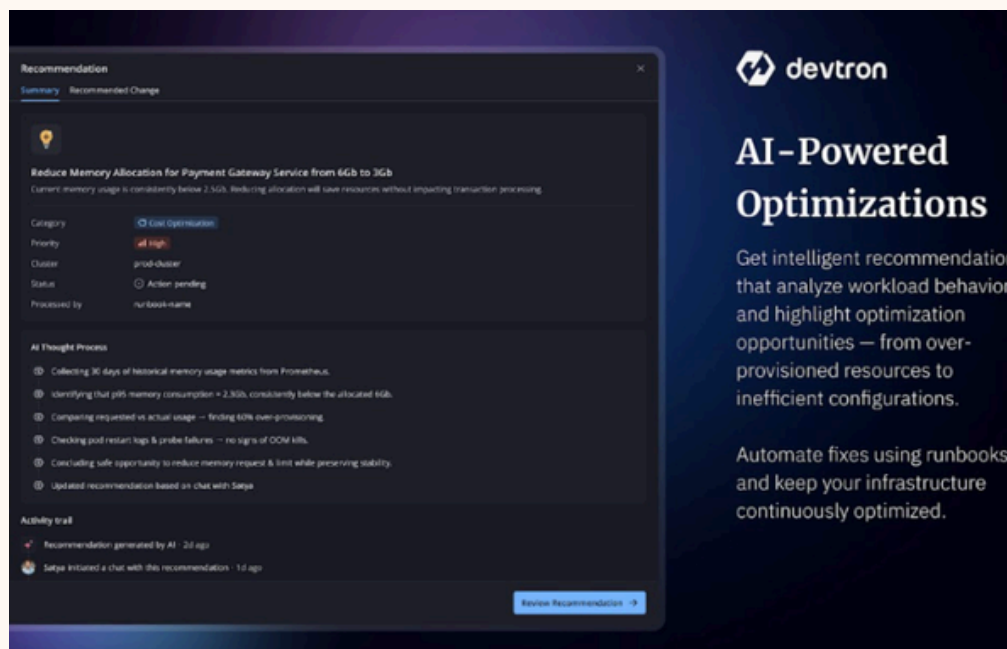 Recommendation
Summary Recommended Change
Reduce Memory Allocation for Payment Gateway Service from 6Gb to 3Gb
Current memory usage is consistently below 2.5Gb. Reducing allocation will save resources without impacting transaction processing.
Category Cost Optimization
Priority High
Cluster prod-cluster
Status Action pending
Processed by runbook-name
AI Thought Process
Collecting 30 days of historical memory usage metrics from Prometheus.
Identifying that p95 memory consumption = 2.3Gb, consistently below the allocated 6Gb.
Comparing requested vs actual usage → finding 60% over-provisioning.
Checking pod restart logs & probe failures → no signs of OOM kills.
Concluding safe opportunity to reduce memory request & limit while preserving stability.
Updated recommendation based on chat with Satya
Activity trail
Recommendation generated by AI · 2d ago
Satya initiated a chat with this recommendation · 1d ago
Review Recommendation →
devtron
AI-Powered
Optimizations
Get intelligent recommendatio
that analyze workload behavior
and highlight optimization
opportunities — from over-
provisioned resources to
inefficient configurations.
Automate fixes using runbooks
and keep your infrastructure
continuously optimized.